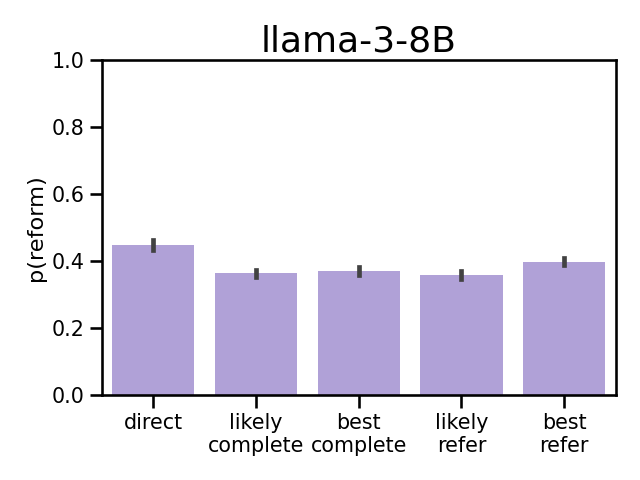 llama-3-8B
p(reform)
1.0
0.8
0.6
0.4
0.2
0.0
direct
likely complete
best complete
likely refer
best refer